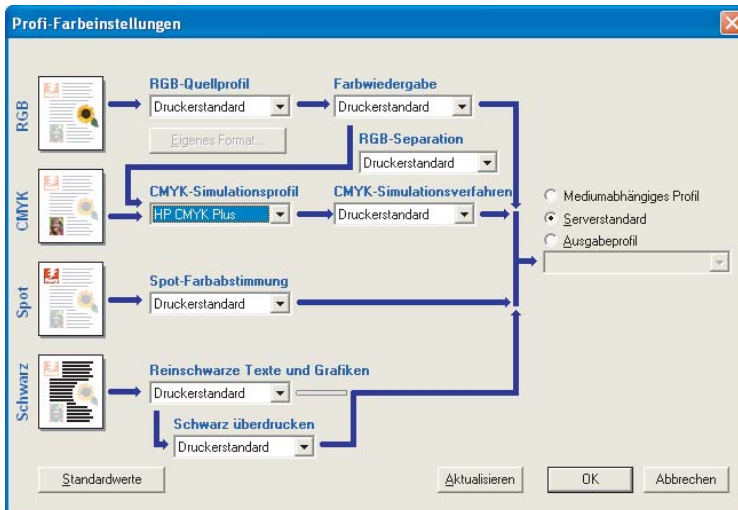 Profi-Farbeinstellungen
RGB
RGB-Quellprofil
Druckerstandard
Eigenes Format...
Farbwiedergabe
Druckerstandard
RGB-Separation
Druckerstandard
CMYK
CMYK-Simulationsprofil
HP CMYK Plus
CMYK-Simulationsverfahren
Druckerstandard
Mediumabhängiges Profil
Serverstandard
Ausgabeprofil
Spot
Spot-Farbabstimmung
Druckerstandard
Schwarz
Reinschwarze Texte und Grafiken
Druckerstandard
Schwarz überdrucken
Druckerstandard
Standardwerte
Aktualisieren
OK
Abbrechen